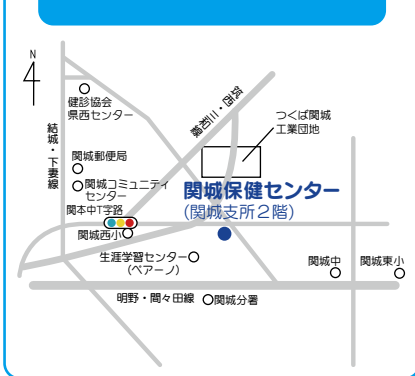 N
健診協会
県西センター
筑西・三和線
つくば関城
工業団地
結城・下妻線
関城郵便局
関城コミュニティ
センター
関城保健センター
(関城支所2階)
関本中T字路
関城西小
生涯学習センター
(ペアーノ)
関城中
関城東小
明野・間々田線
関城分署